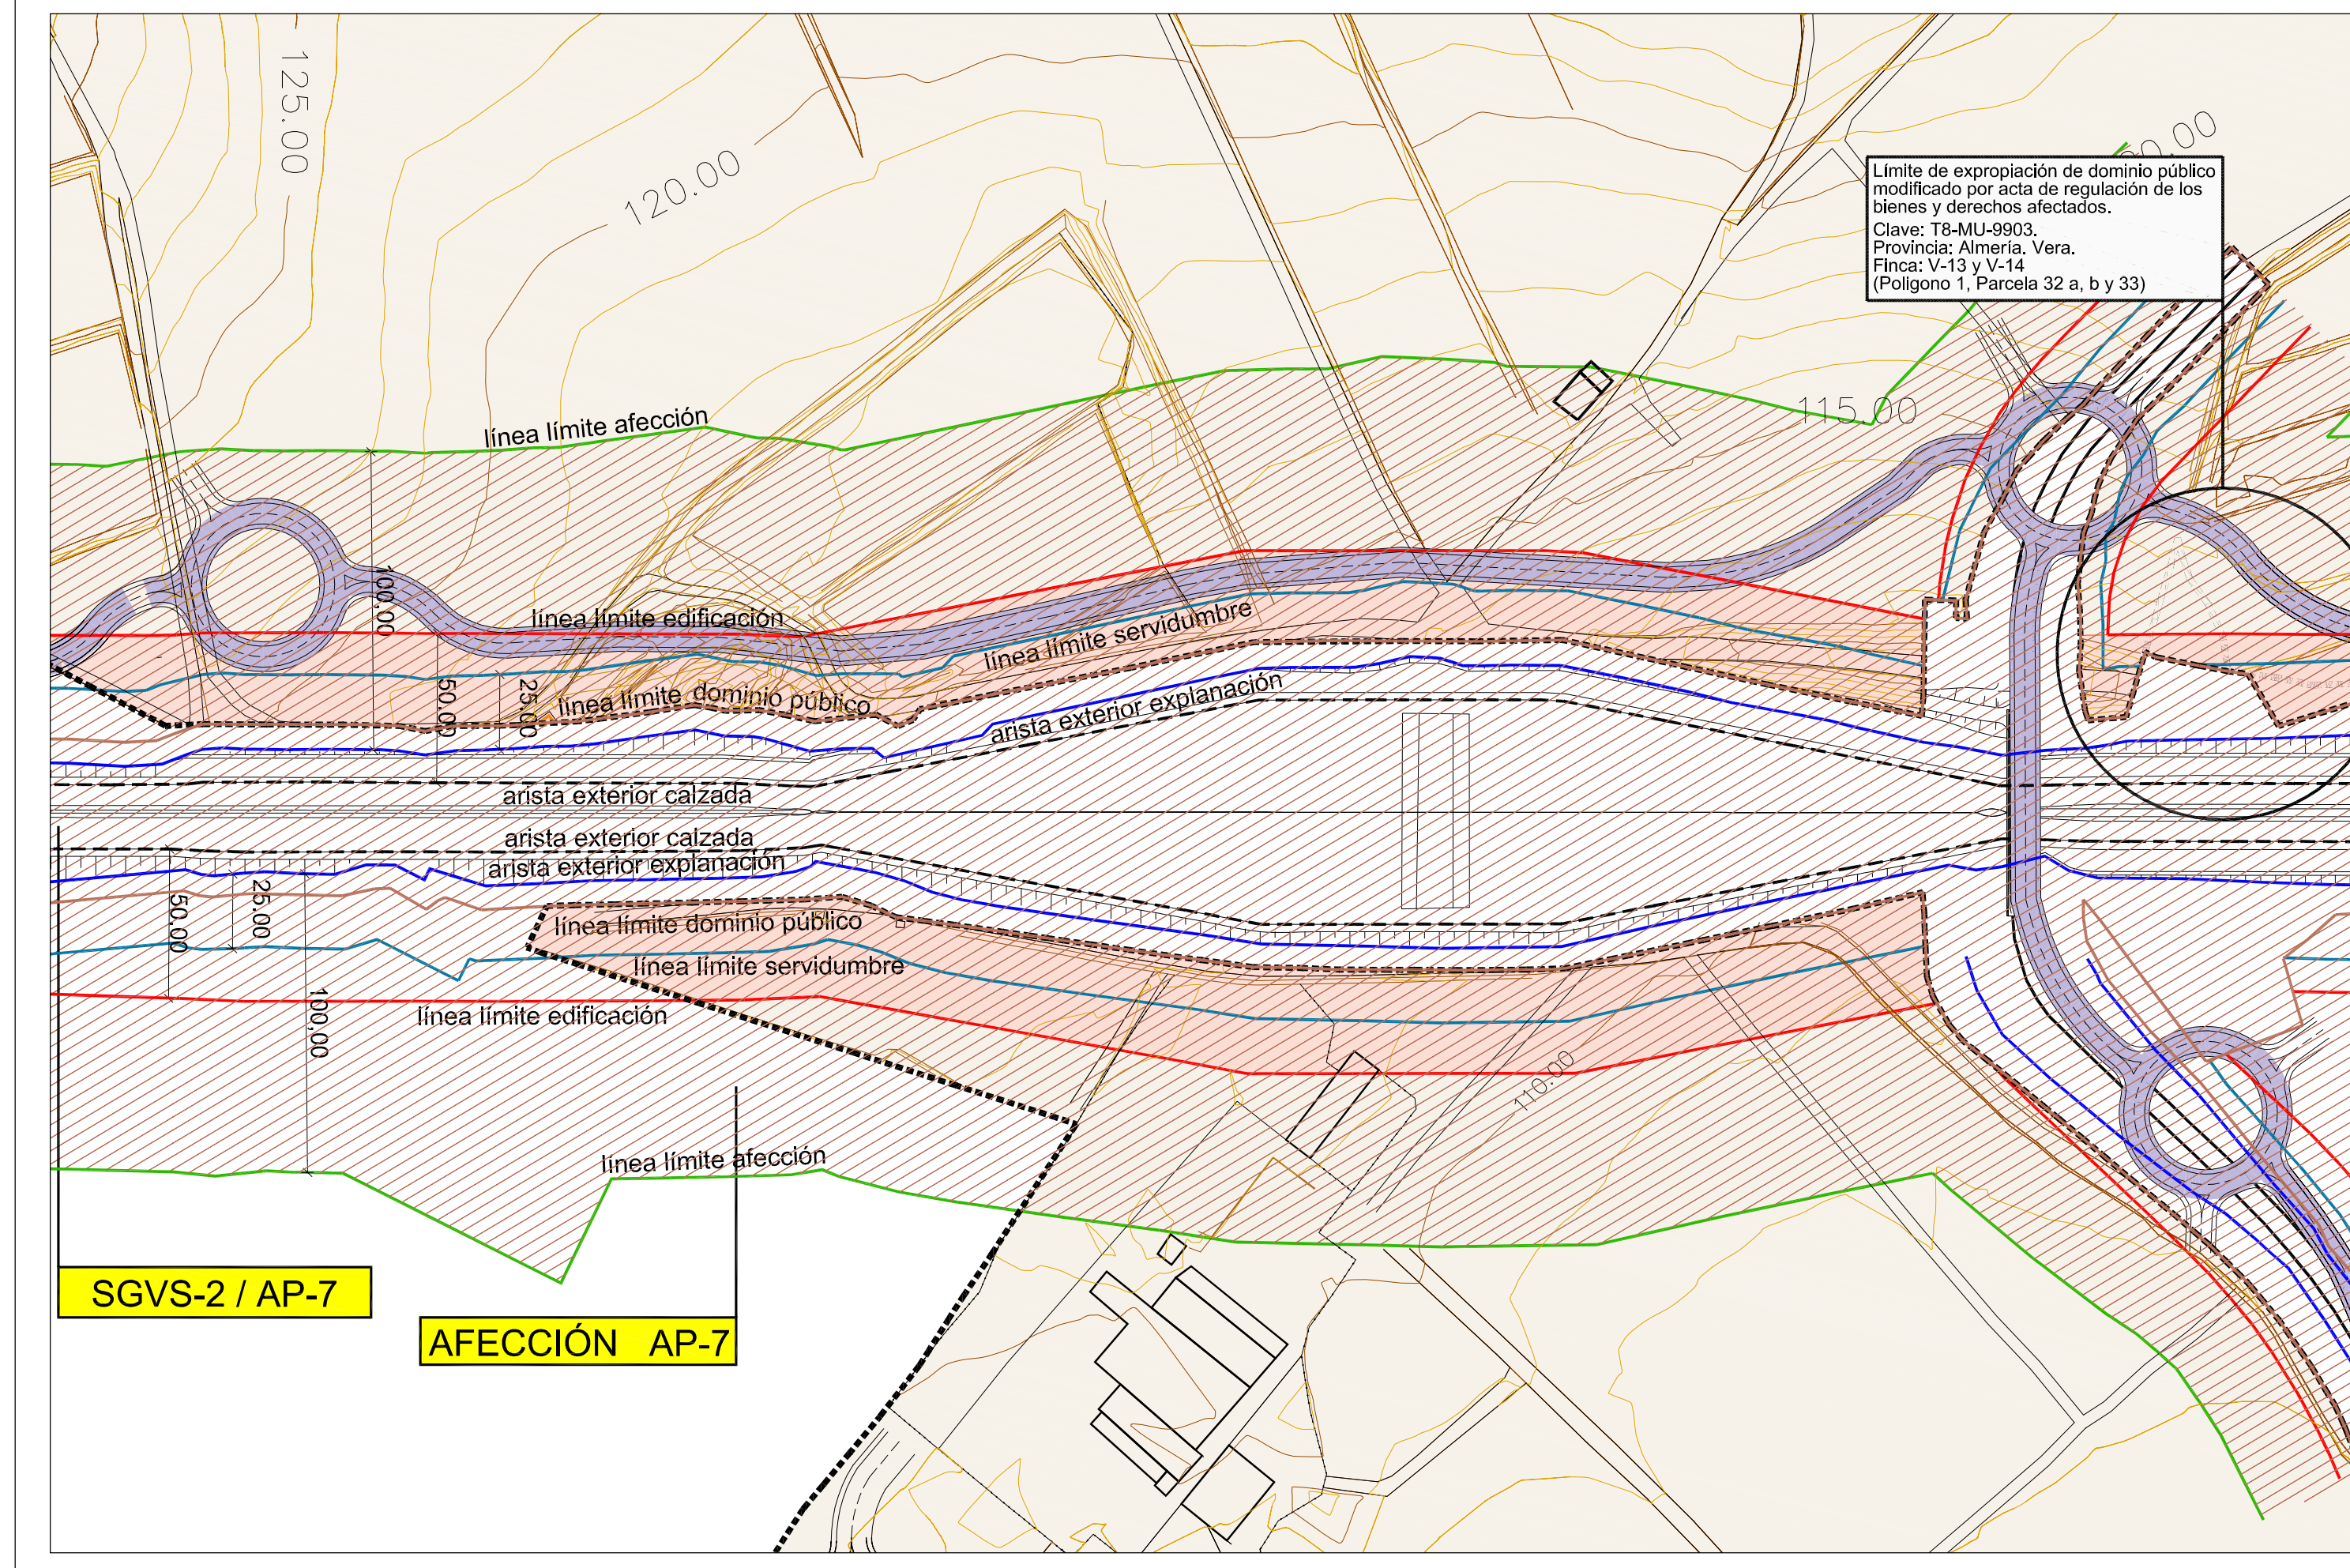 125.00
120.00
00.00
Límite de expropiación de dominio público
modificado por acta de regulación de los
bienes y derechos afectados.
Clave: T8-MU-9903.
Provincia: Almería. Vera.
Finca: V-13 y V-14
(Poligono 1, Parcela 32 a, b y 33)
115.00
línea límite afección
100,00
línea límite edificación
línea límite servidumbre
50.00
25.00
línea límite dominio público
arista exterior explanación
arista exterior calzada
arista exterior calzada
arista exterior explanación
50.00
25.00
línea límite dominio público
línea límite servidumbre
línea límite edificación
100,00
110.00
línea límite afección
SGVS-2 / AP-7
AFECCIÓN AP-7